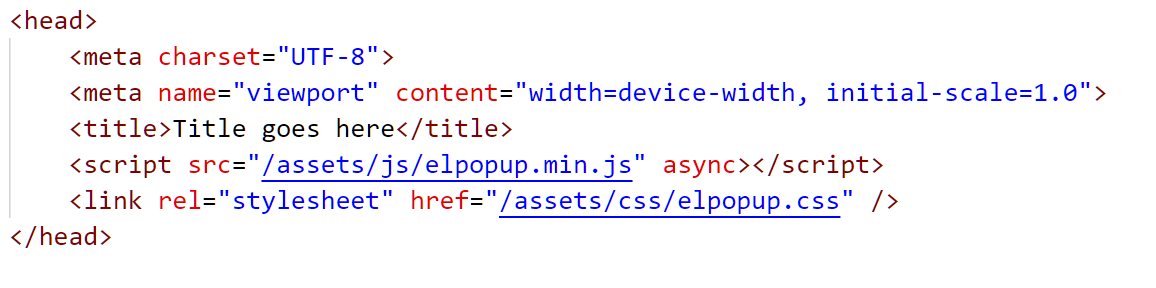 <head>
    <meta charset="UTF-8">
    <meta name="viewport" content="width=device-width, initial-scale=1.0">
    <title>Title goes here</title>
    <script src="/assets/js/elpopup.min.js" async></script>
    <link rel="stylesheet" href="/assets/css/elpopup.css" />
</head>